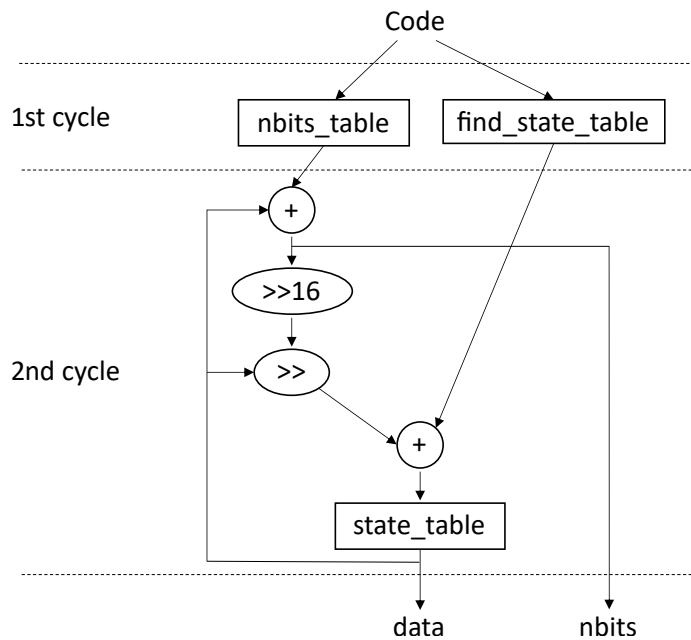 Code
1st cycle
nbits_table
find_state_table
+
>>16
2nd cycle
>>
+
state_table
data
nbits